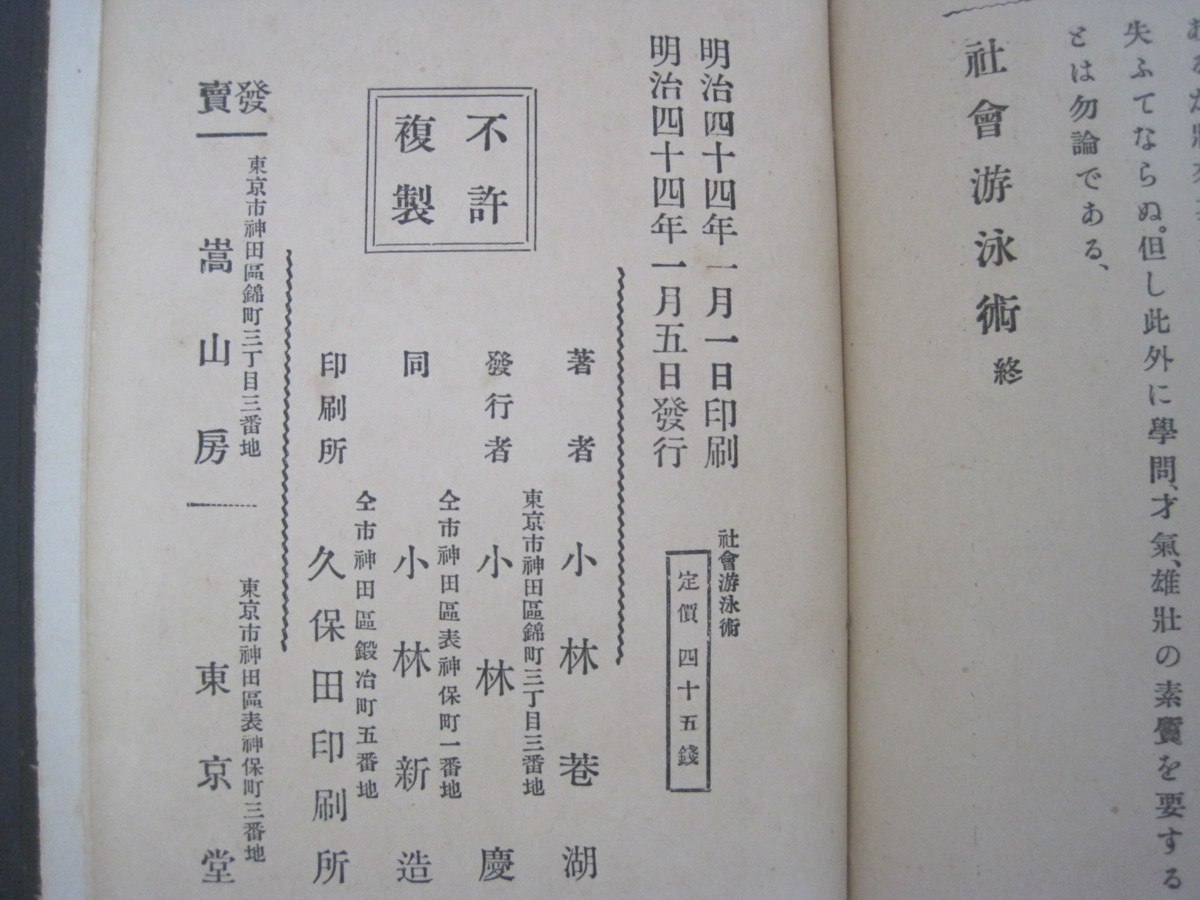 失ふてならぬ。但し此外に學問、才氣、雄壯の素質を要する
とは勿論である、
社會游泳術 終
明治四十四年一月一日印刷
明治四十四年一月五日發行
社會游泳術
定價四十五錢
不許
複製
著者 小林巷湖
東京市神田區錦町三丁目三番地
發行者 小林慶
仝市神田區表神保町一番地
同 小林新造
仝市神田區鍛冶町五番地
印刷所 久保田印刷所
發賣
東京市神田區錦町三丁目三番地
嵩山房
東京市神田區表神保町三番地
東京堂